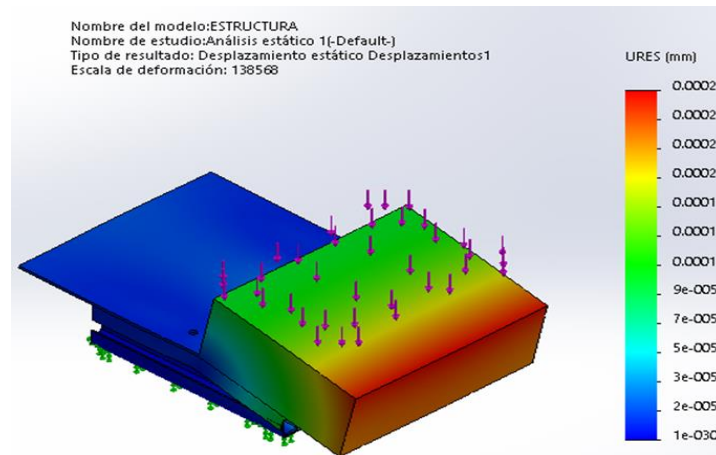 Nombre del modelo:ESTRUCTURA
Nombre de estudio:Análisis estático 1(-Default-)
Tipo de resultado: Desplazamiento estático Desplazamientos1
Escala de deformación: 138568
URES (mm)
0.0002
0.0002
0.0002
0.0001
0.0001
0.0001
0.0001
9e-005
7e-005
5e-005
3e-005
2e-005
1e-030